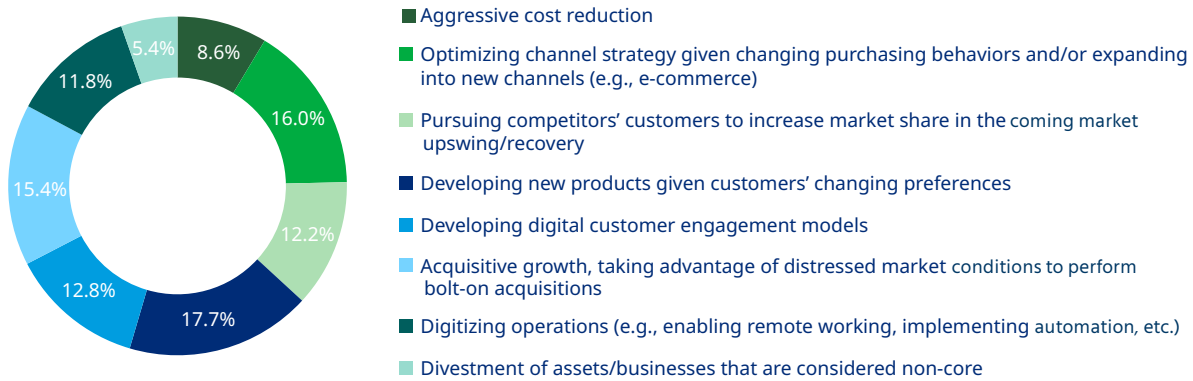 8.6%
16.0%
12.2%
17.7%
12.8%
15.4%
11.8%
5.4%
Aggressive cost reduction
Optimizing channel strategy given changing purchasing behaviors and/or expanding
into new channels (e.g., e-commerce)
Pursuing competitors’ customers to increase market share in the coming market
upswing/recovery
Developing new products given customers’ changing preferences
Developing digital customer engagement models
Acquisitive growth, taking advantage of distressed market conditions to perform
bolt-on acquisitions
Digitizing operations (e.g., enabling remote working, implementing automation, etc.)
Divestment of assets/businesses that are considered non-core